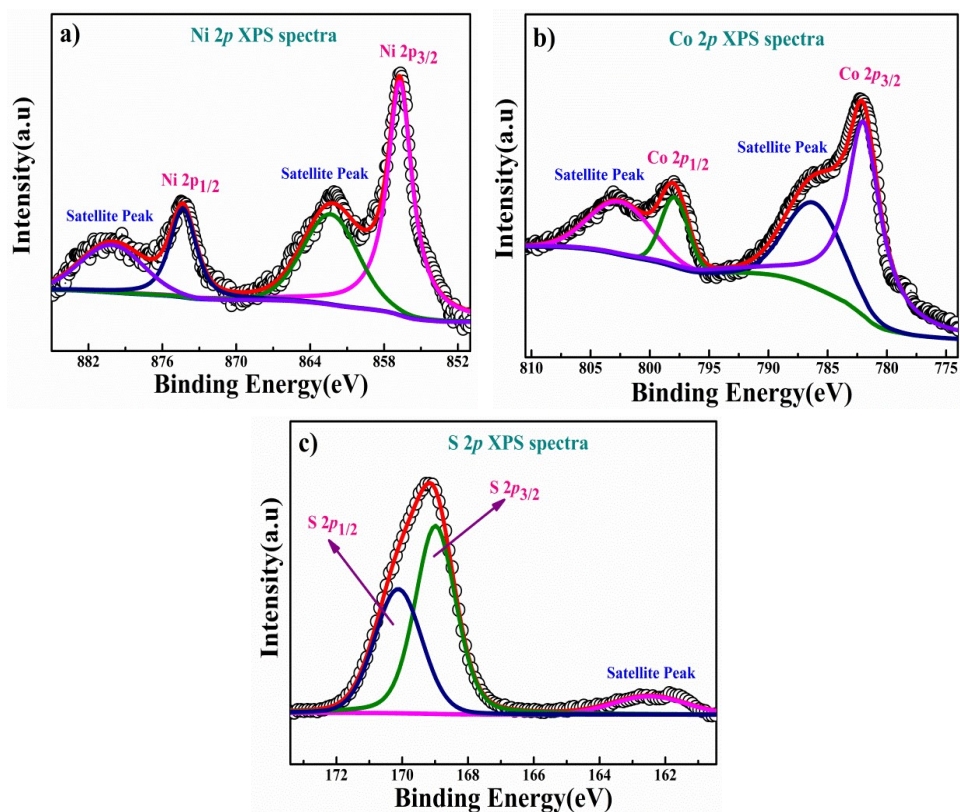 a)
Ni 2p XPS spectra
Ni 2p3/2
Ni 2p1/2
Satellite Peak
Satellite Peak
Intensity(a.u)
882 876 870 864 858 852
Binding Energy(eV)
b)
Co 2p XPS spectra
Co 2p3/2
Co 2p1/2
Satellite Peak
Satellite Peak
Intensity(a.u)
810 805 800 795 790 785 780 775
Binding Energy(eV)
c)
S 2p XPS spectra
S 2p3/2
S 2p1/2
Satellite Peak
Intensity(a.u)
172 170 168 166 164 162
Binding Energy(eV)